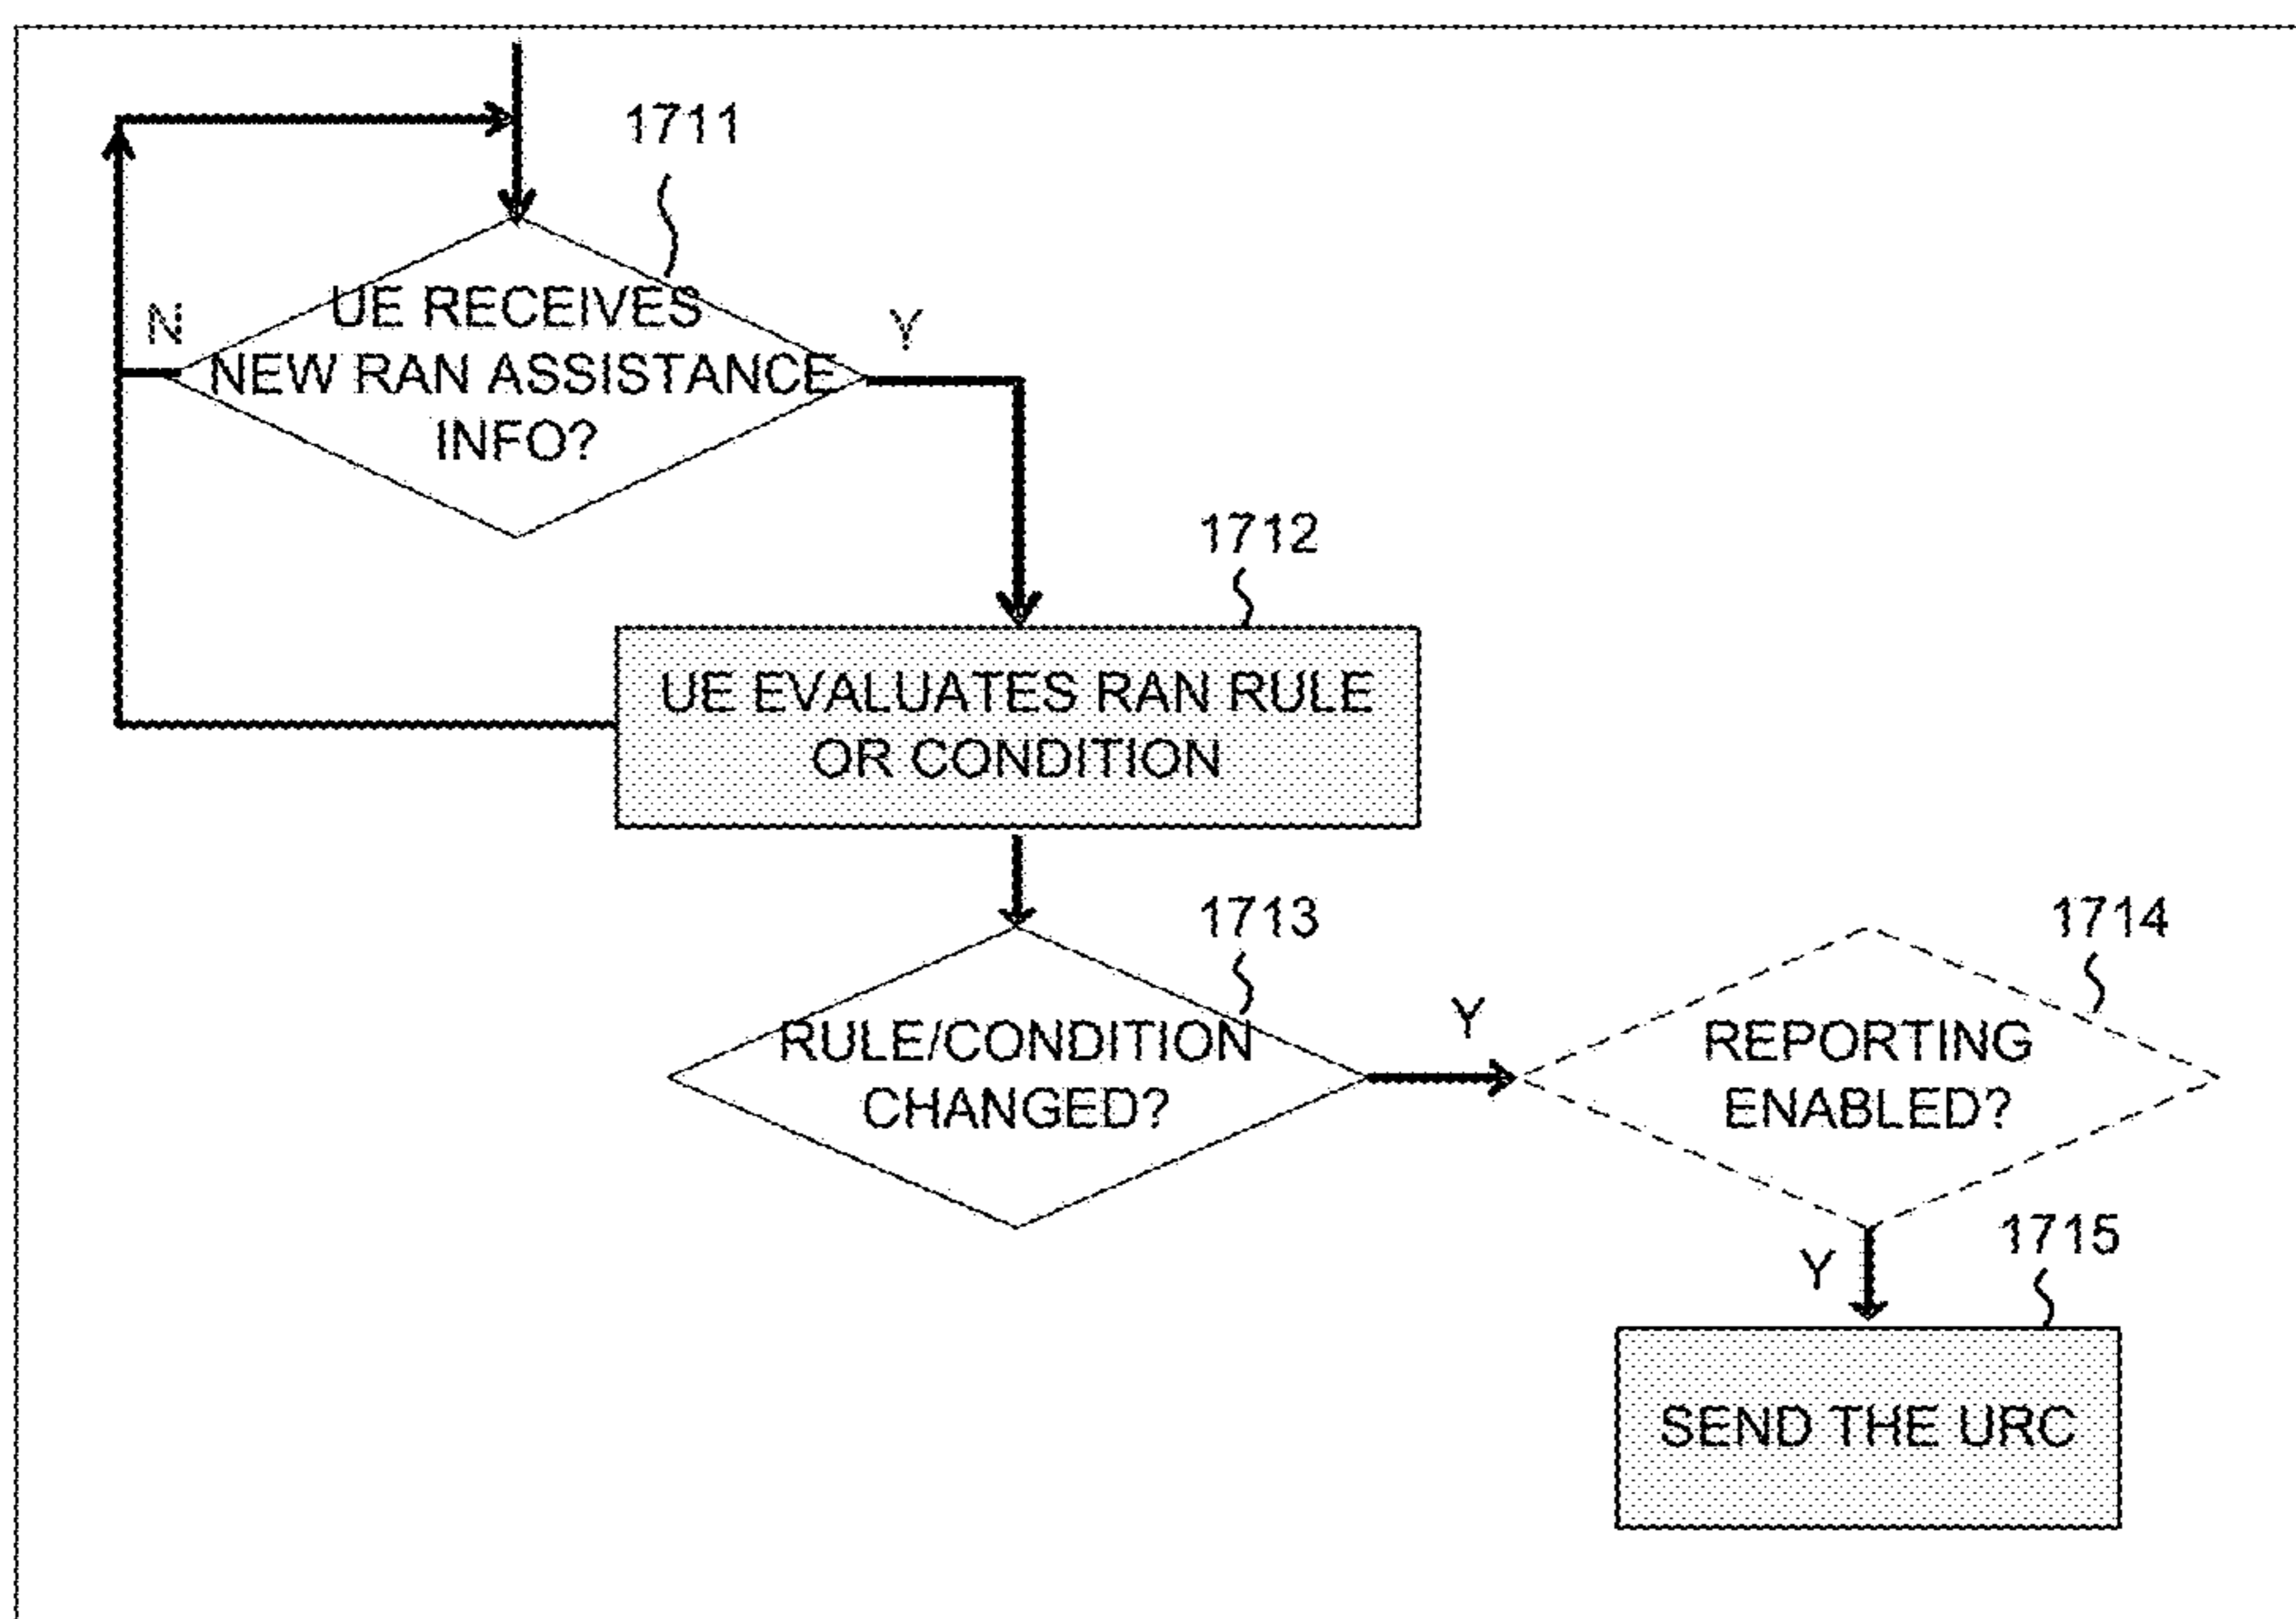 1711
N
Y
UE RECEIVES
NEW RAN ASSISTANCE
INFO?
1712
UE EVALUATES RAN RULE
OR CONDITION
1713
RULE/CONDITION
CHANGED?
Y
1714
REPORTING
ENABLED?
Y
1715
SEND THE URC